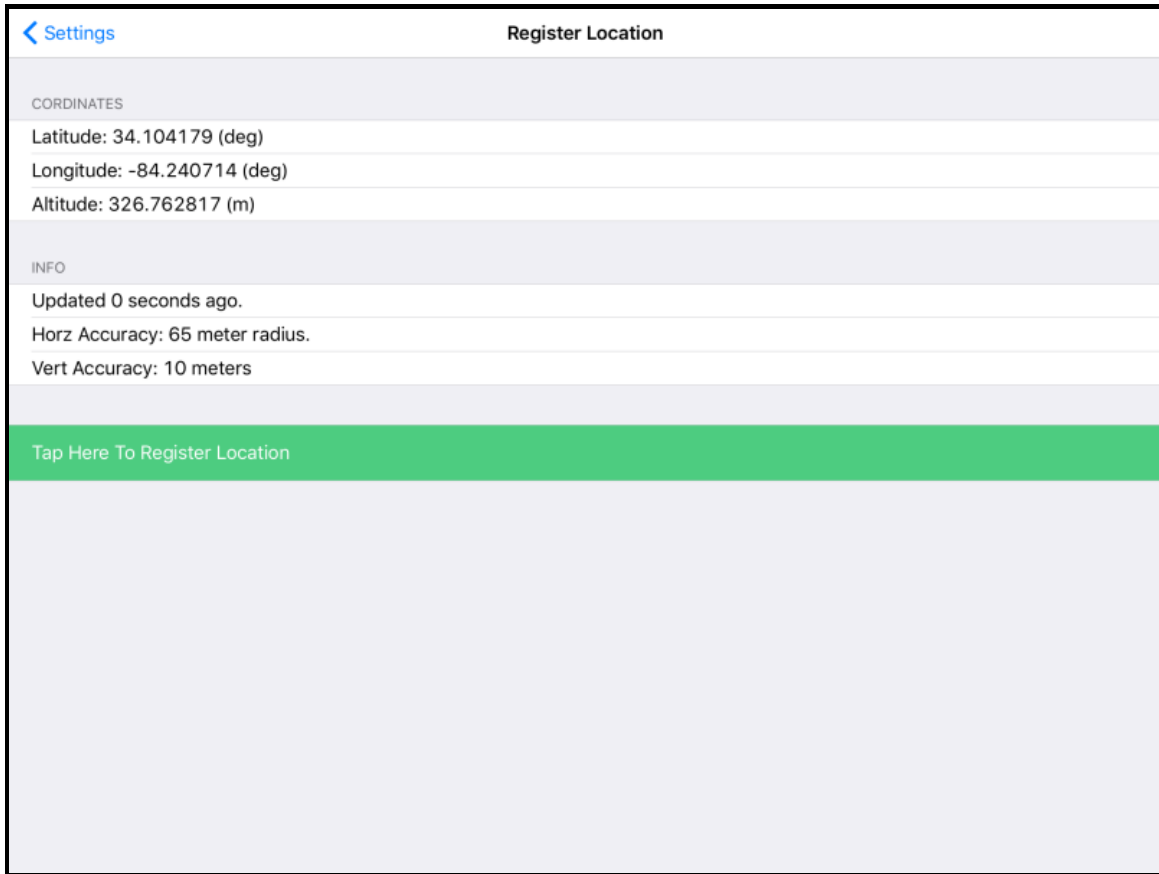 Settings
Register Location
CORDINATES
Latitude: 34.104179 (deg)
Longitude: -84.240714 (deg)
Altitude: 326.762817 (m)
INFO
Updated 0 seconds ago.
Horz Accuracy: 65 meter radius.
Vert Accuracy: 10 meters
Tap Here To Register Location